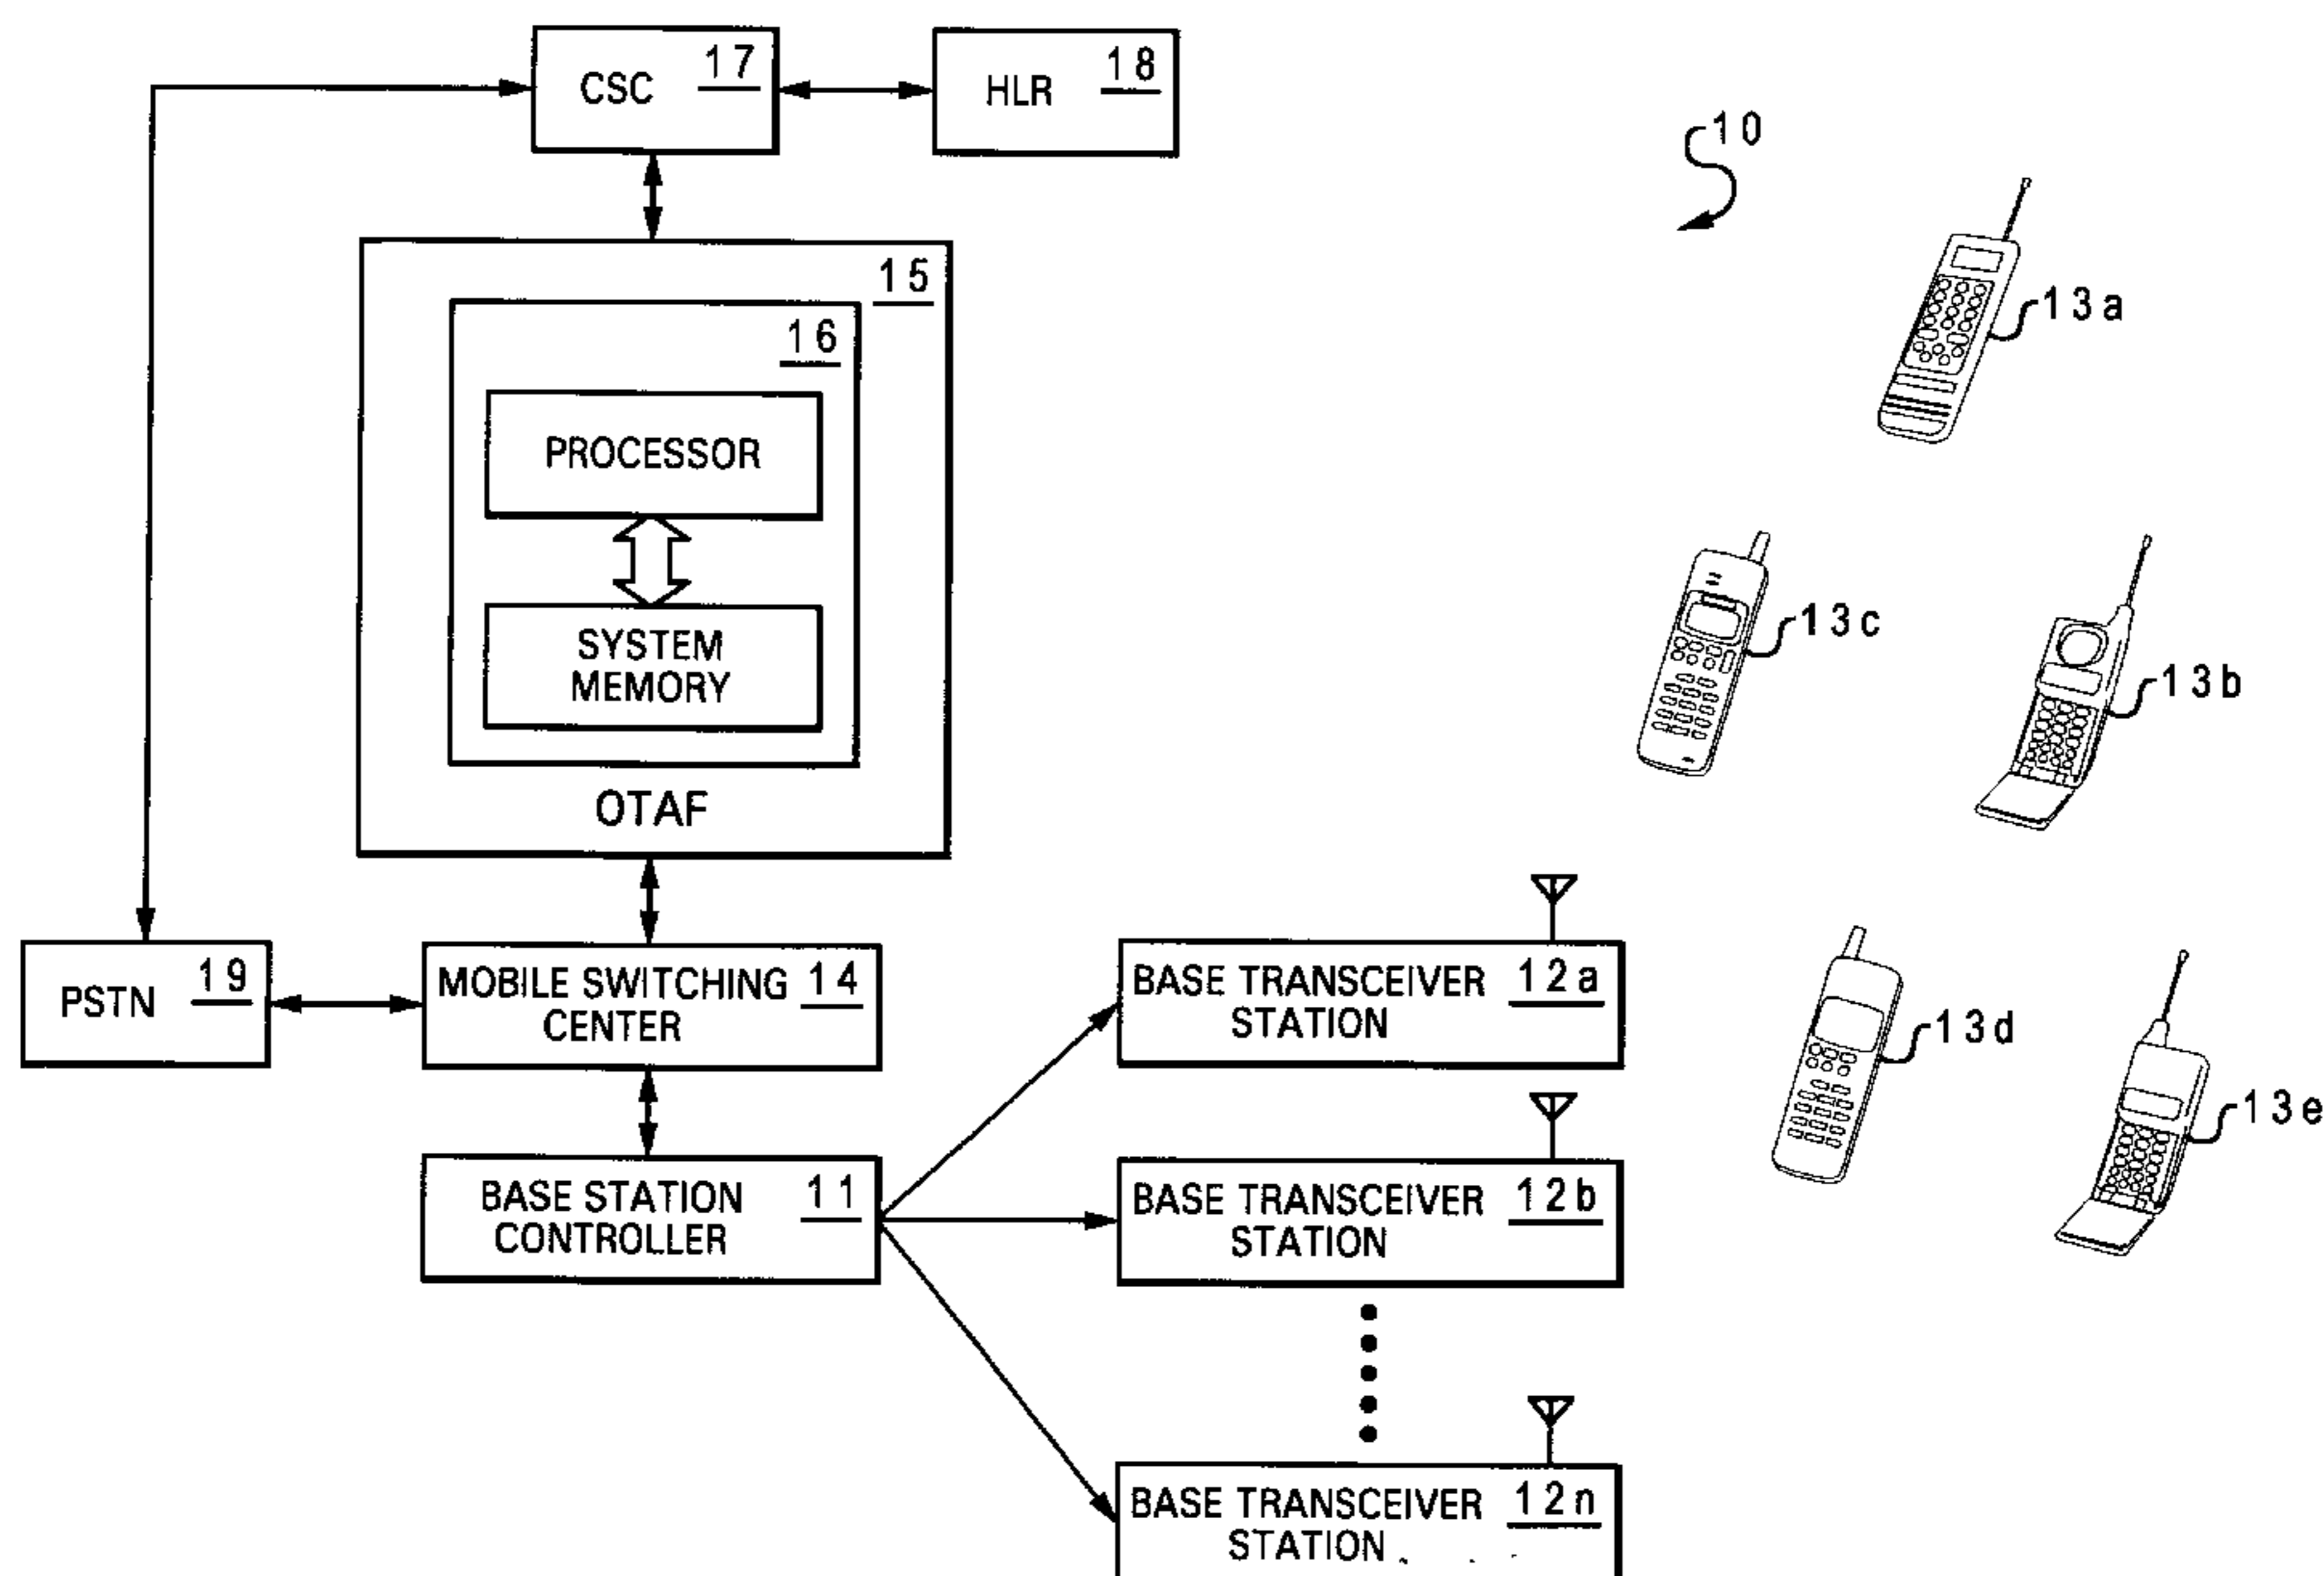 CSC 17
HLR 18
10
15
16
13a
PROCESSOR
13c
SYSTEM
MEMORY
13b
OTAF
PSTN 19
MOBILE SWITCHING 14
CENTER
BASE TRANSCEIVER 12a
STATION
13d
13e
BASE STATION 11
CONTROLLER
BASE TRANSCEIVER 12b
STATION
BASE TRANSCEIVER 12n
STATION